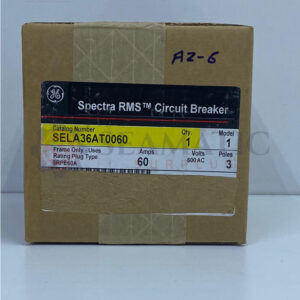 A2-6
GE
Spectra RMS™ Circuit Breaker
Catalog Number Qty. Model
SELA36AT0060 1 1
Frame Only - Uses Amps Volts Poles
Rating Plug Type 60 600 AC 3
SRPE60A